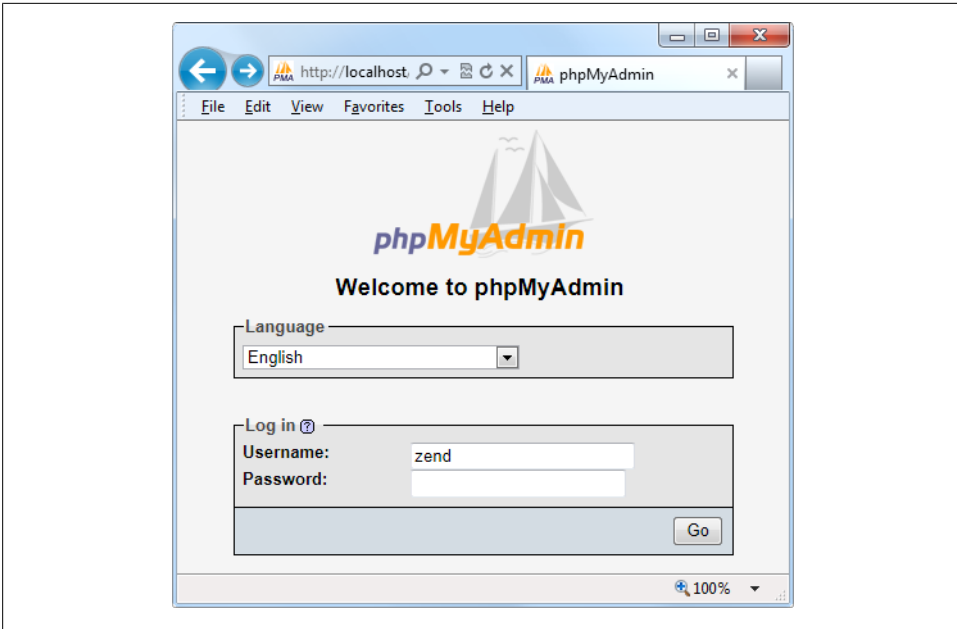 PMA http://localhost
PMA phpMyAdmin
File Edit View Favorites Tools Help
phpMyAdmin
Welcome to phpMyAdmin
Language
English
Log in ?
Username: zend
Password:
Go
100%